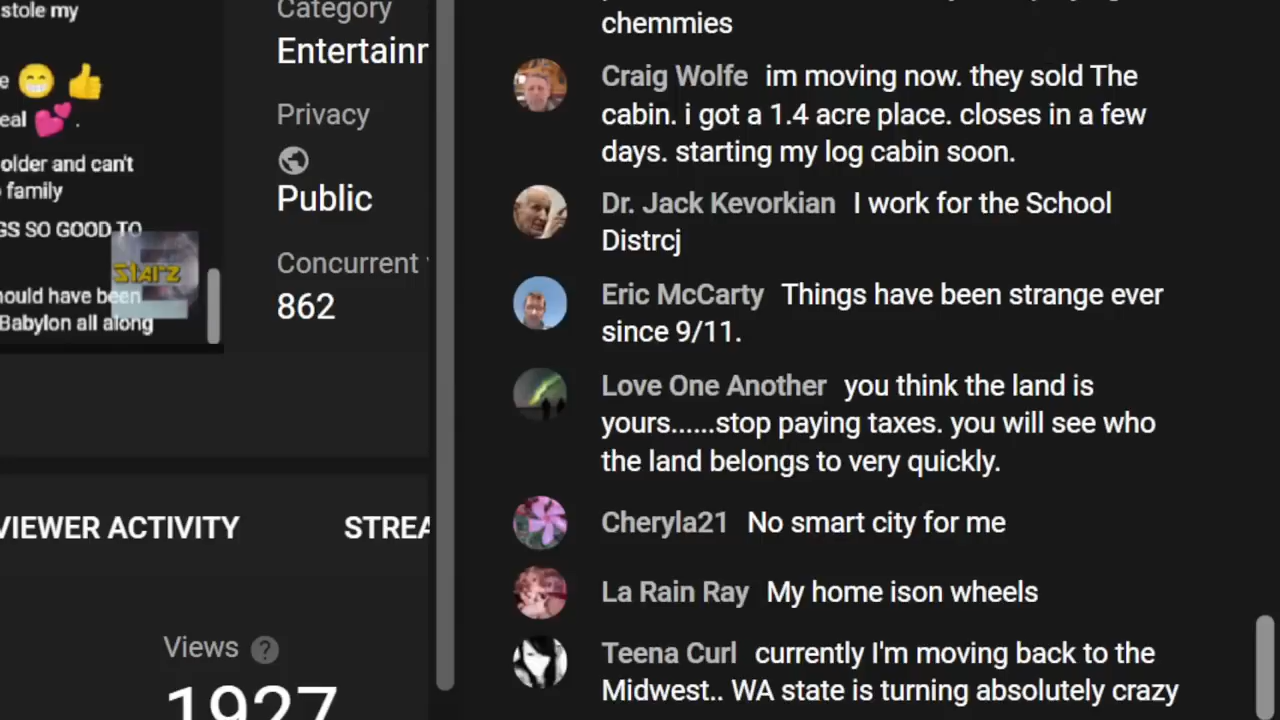 stole my
e 😁 👍
eal 💕 .
older and can't
family
GS SO GOOD TO
STARZ
hould have been
Babylon all along
Category
Entertainr
Privacy
Public
Concurrent
862
VIEWER ACTIVITY
STREA
Views ?
1927
chemmies
Craig Wolfe im moving now. they sold The
cabin. i got a 1.4 acre place. closes in a few
days. starting my log cabin soon.
Dr. Jack Kevorkian I work for the School
Distrcj
Eric McCarty Things have been strange ever
since 9/11.
Love One Another you think the land is
yours......stop paying taxes. you will see who
the land belongs to very quickly.
Cheryla21 No smart city for me
La Rain Ray My home ison wheels
Teena Curl currently I'm moving back to the
Midwest.. WA state is turning absolutely crazy